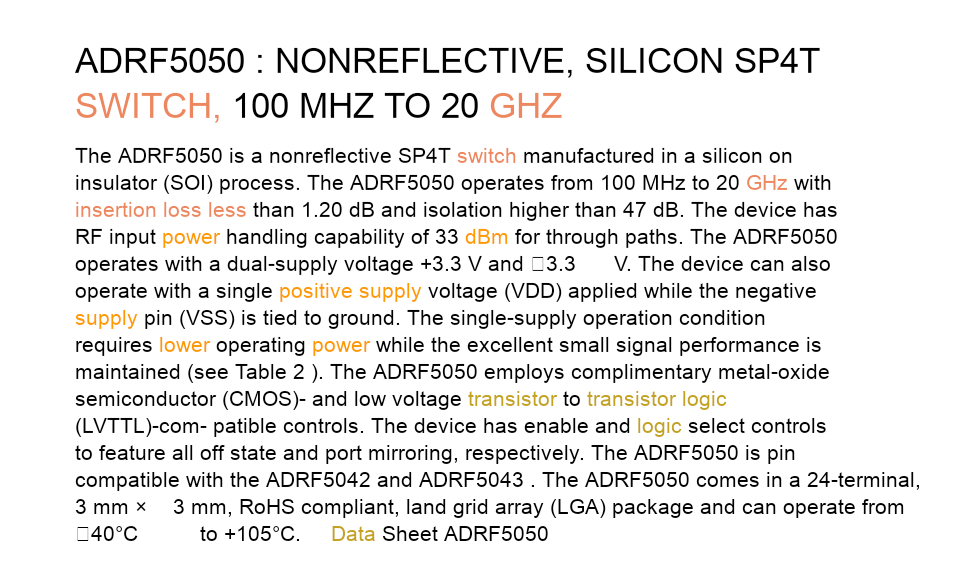 ADRF5050 : NONREFLECTIVE, SILICON SP4T
SWITCH, 100 MHZ TO 20 GHZ
The ADRF5050 is a nonreflective SP4T switch manufactured in a silicon on
insulator (SOI) process. The ADRF5050 operates from 100 MHz to 20 GHz with
insertion loss less than 1.20 dB and isolation higher than 47 dB. The device has
RF input power handling capability of 33 dBm for through paths. The ADRF5050
operates with a dual-supply voltage +3.3 V and □3.3 V. The device can also
operate with a single positive supply voltage (VDD) applied while the negative
supply pin (VSS) is tied to ground. The single-supply operation condition
requires lower operating power while the excellent small signal performance is
maintained (see Table 2 ). The ADRF5050 employs complimentary metal-oxide
semiconductor (CMOS)- and low voltage transistor to transistor logic
(LVTTL)-com- patible controls. The device has enable and logic select controls
to feature all off state and port mirroring, respectively. The ADRF5050 is pin
compatible with the ADRF5042 and ADRF5043 . The ADRF5050 comes in a 24-terminal,
3 mm × 3 mm, RoHS compliant, land grid array (LGA) package and can operate from
□40°C to +105°C. Data Sheet ADRF5050